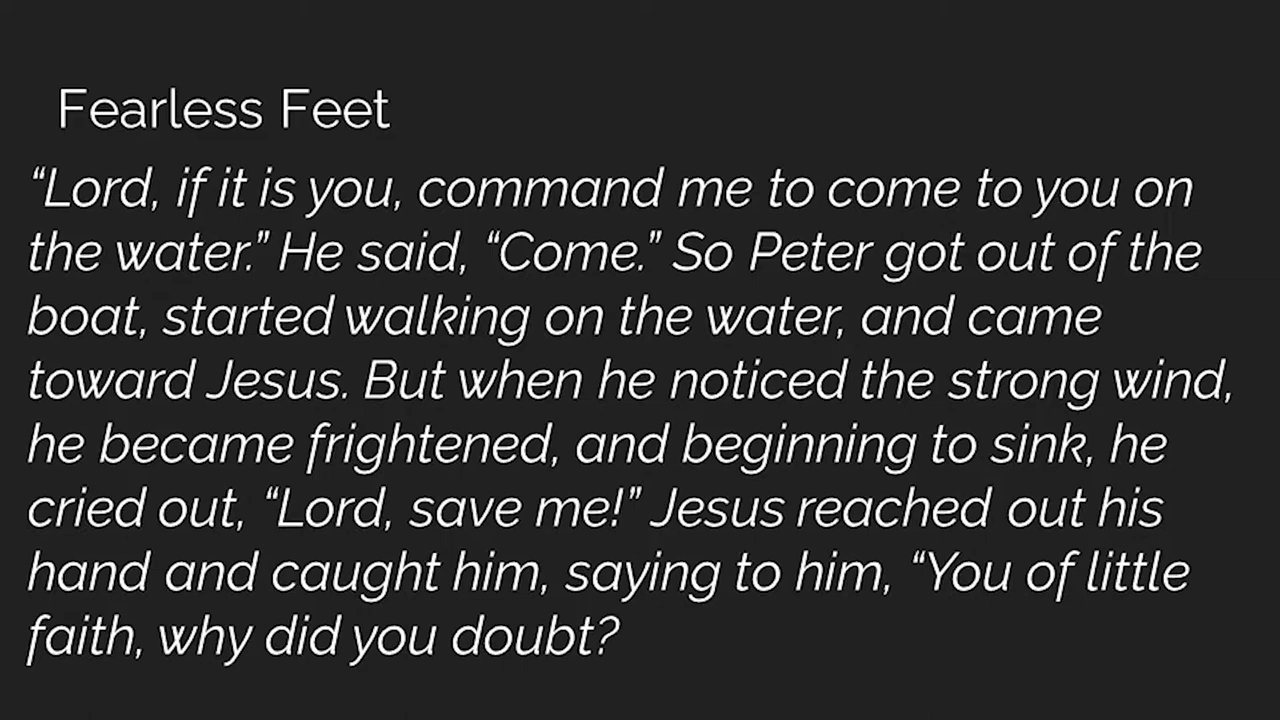 Fearless Feet
“Lord, if it is you, command me to come to you on
the water.” He said, “Come.” So Peter got out of the
boat, started walking on the water, and came
toward Jesus. But when he noticed the strong wind,
he became frightened, and beginning to sink, he
cried out, “Lord, save me!” Jesus reached out his
hand and caught him, saying to him, “You of little
faith, why did you doubt?